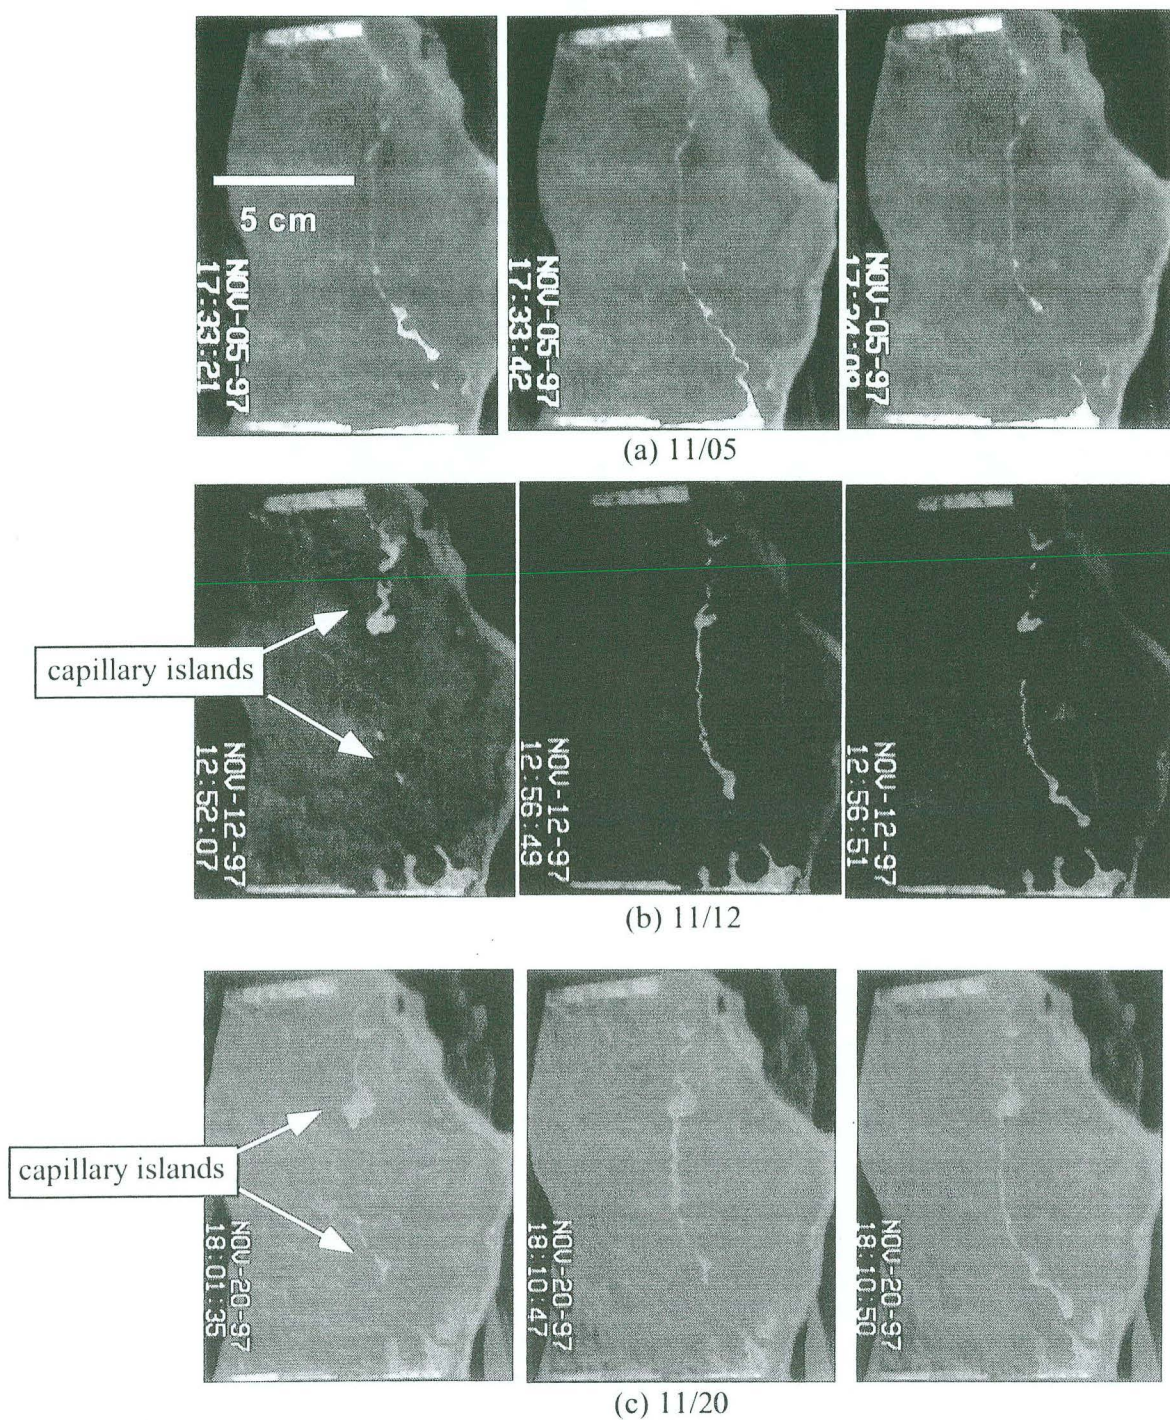 5 cm
NOV-05-97
17:33:21
NOV-05-97
17:33:42
NOV-05-97
(a) 11/05
capillary islands
NOV-12-97
12:52:07
NOV-12-97
12:56:49
NOV-12-97
12:56:51
(b) 11/12
capillary islands
NOV-20-97
18:01:35
NOV-20-97
18:10:47
NOV-20-97
18:10:50
(c) 11/20